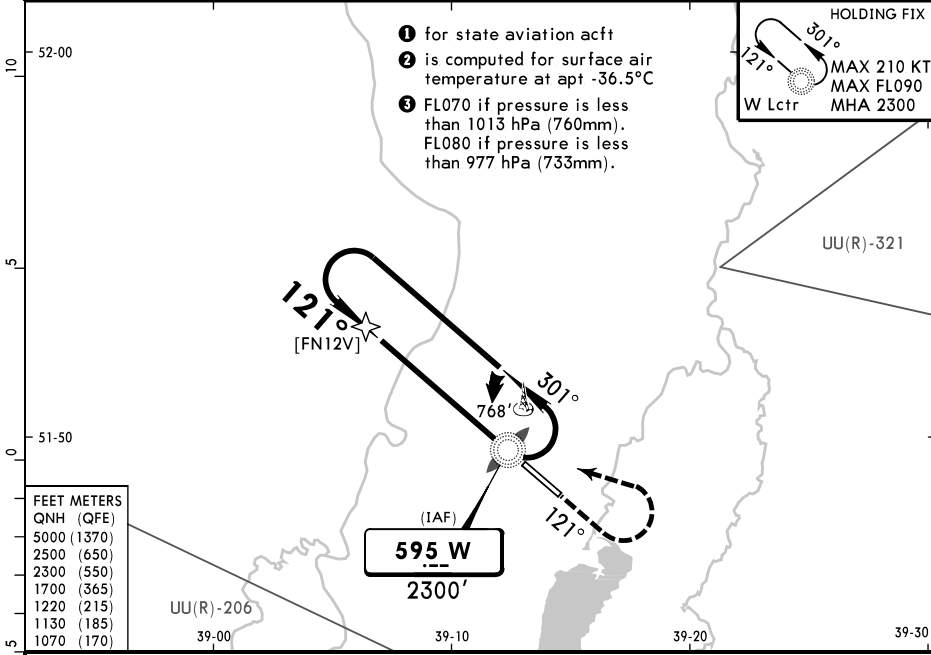 ❶ for state aviation acft
❷ is computed for surface air
temperature at apt -36.5°C
❸ FL070 if pressure is less
than 1013 hPa (760mm).
FL080 if pressure is less
than 977 hPa (733mm).
HOLDING FIX
301°
121°
MAX 210 KT
MAX FL090
W Lctr MHA 2300
10
52-00
UU(R)-321
5
121°
[FN12V]
301°
768'
51-50
0
121°
(IAF)
595 W
2300'
FEET METERS
QNH (QFE)
5000 (1370)
2500 (650)
2300 (550)
1700 (365)
1220 (215)
1130 (185)
1070 (170)
UU(R)-206
5
39-00 39-10 39-20 39-30